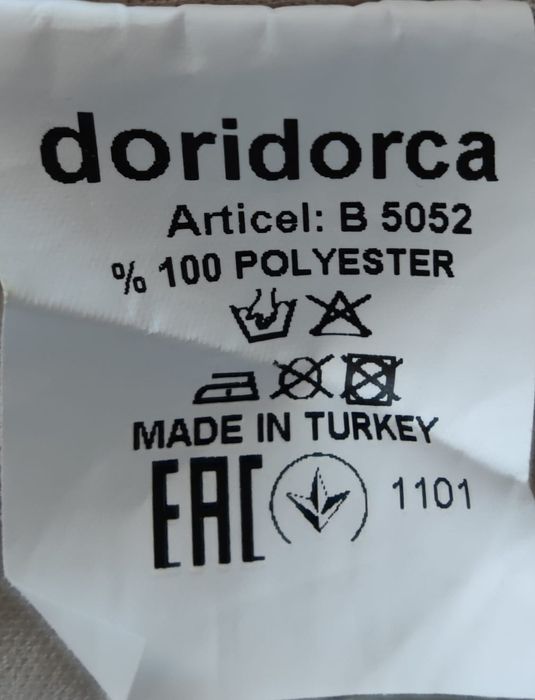 doridorca
Articel: B 5052
% 100 POLYESTER
MADE IN TURKEY
EAC 1101